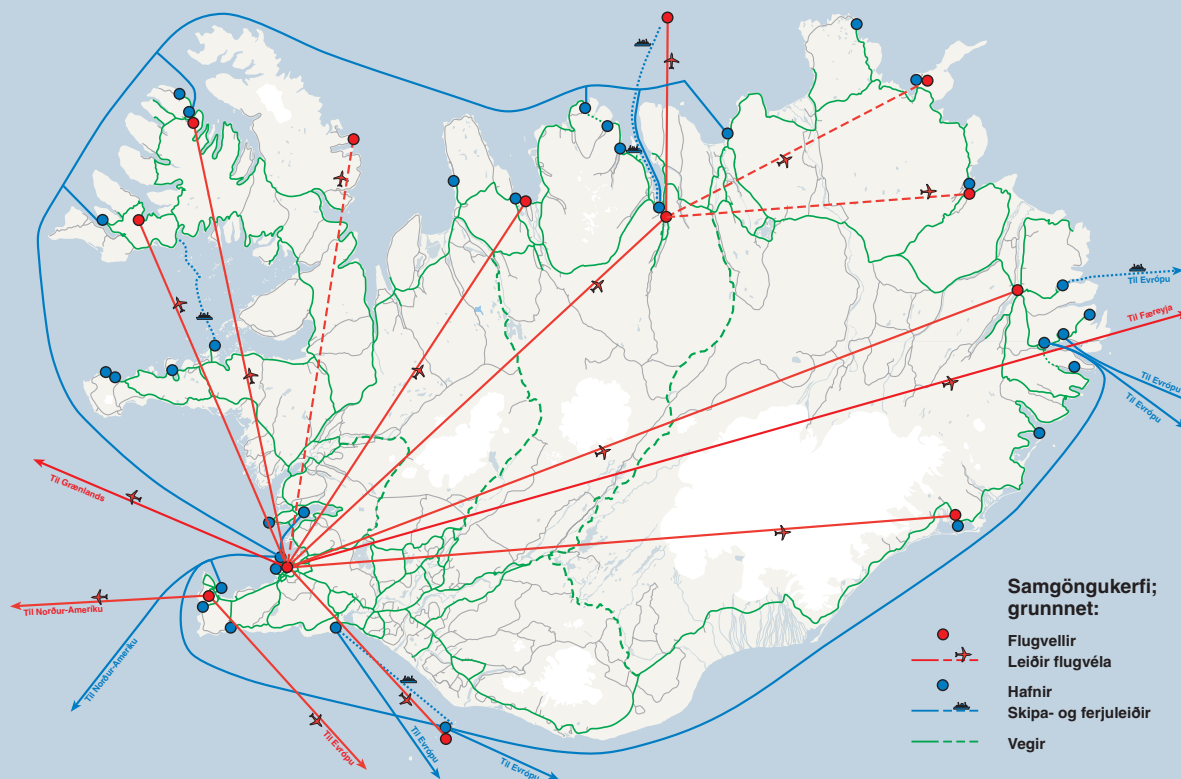 Til Evrópu
Til Færeyja
Til Evrópu
Til Evrópu
Til Grænlands
Til Norður-Ameríku
Til Norður-Ameríku
Til Evrópu
Til Evrópu
Til Evrópu
Samgöngukerfi;
grunnnet:
Flugvellir
Leiðir flugvéla
Hafnir
Skipa- og ferjuleiðir
Vegir